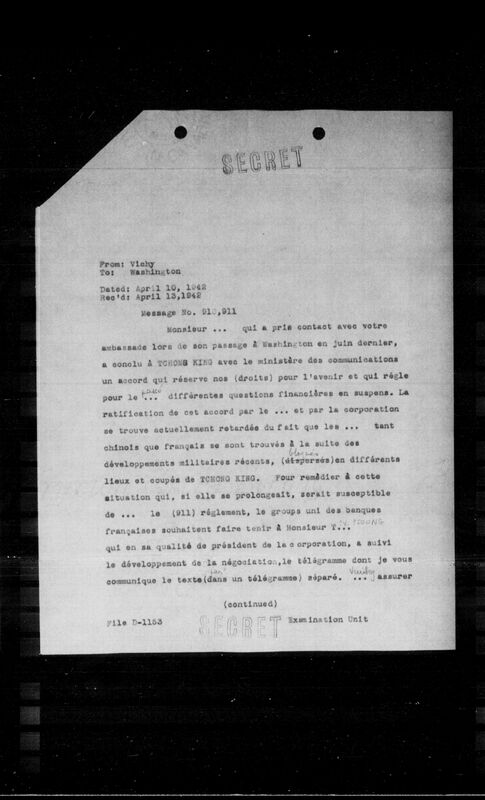 SECRET
From: Vichy
To: Washington
Dated: April 10, 1942
Rec'd: April 13,1942
Message No. 910,911
Monsieur ... qui a pris contact avec votre
ambassade lors de son passage à Washington en juin dernier,
a conclu à TCHONG KING avec le ministère des communications
un accord qui réserve nos (droits) pour l'avenir et qui règle
pour le ... différentes questions financières en suspens. La
ratification de cet accord par le ... et par la corporation
se trouve actuellement retardée du fait que les ... tant
chinois que français se sont trouvés à la suite des
développements militaires récents, (dispersés)en différents
lieux et coupés de TCHONG KING. Pour remédier à cette
situation qui, si elle se prolongeait, serait susceptible
de ... le (911) réglement, le groups uni des banques
françaises souhaitent faire tenir à Monsieur T...
qui en sa qualité de président de la corporation, a suivi
le développement de la négociation,le télégramme dont je vous
communique le texte(dans un télégramme) séparé. ... assurer
(continued)
File D-1153
SECRET
Examination Unit